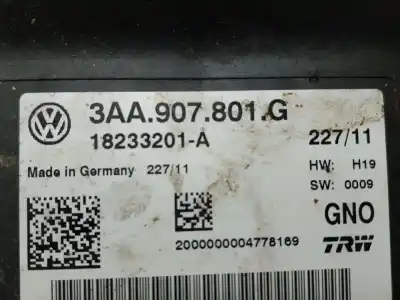 3AA.907.801.G
18233201-A 227/11
Made in Germany 227/11 HW: H19
SW: 0009
GNO
2000000004778169 TRW